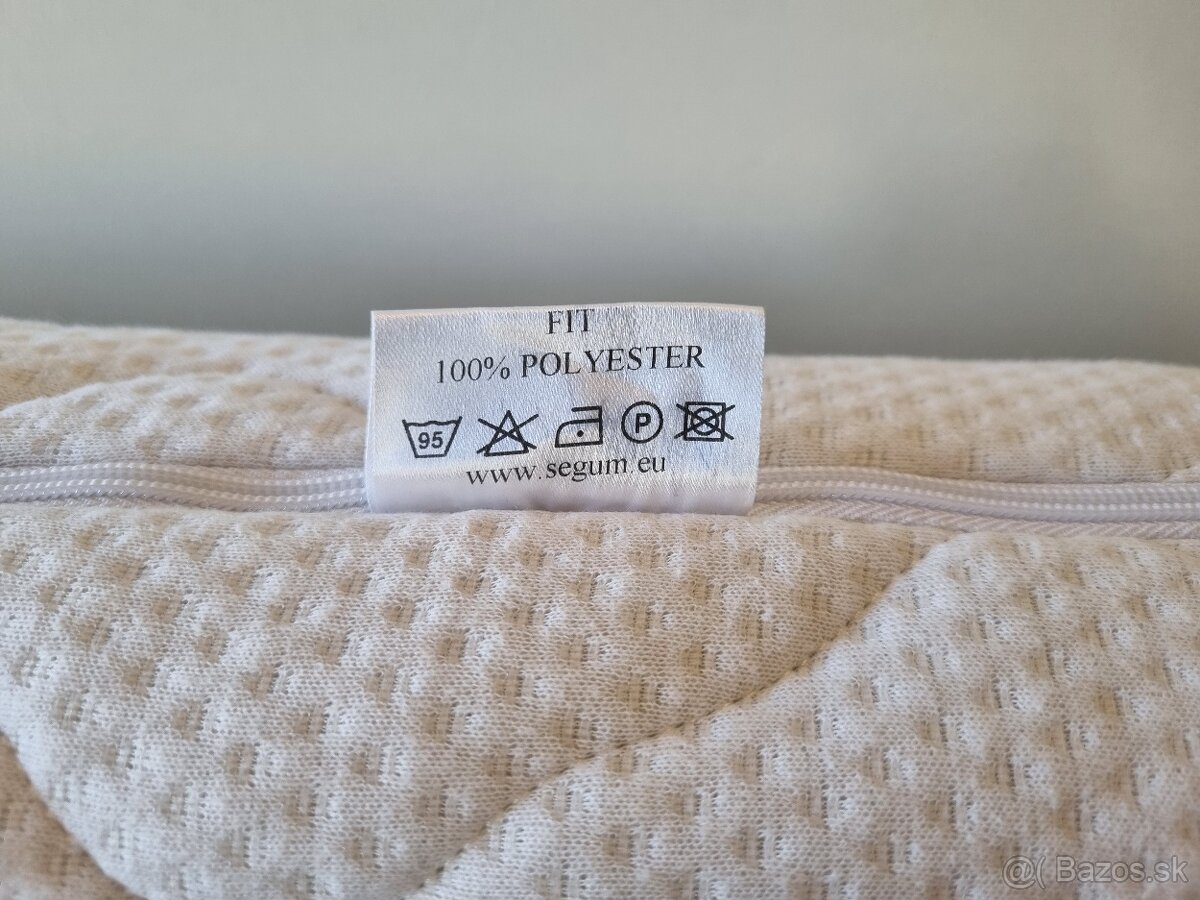 FIT
100% POLYESTER
95 P
www.segum.eu
@( Bazos.sk